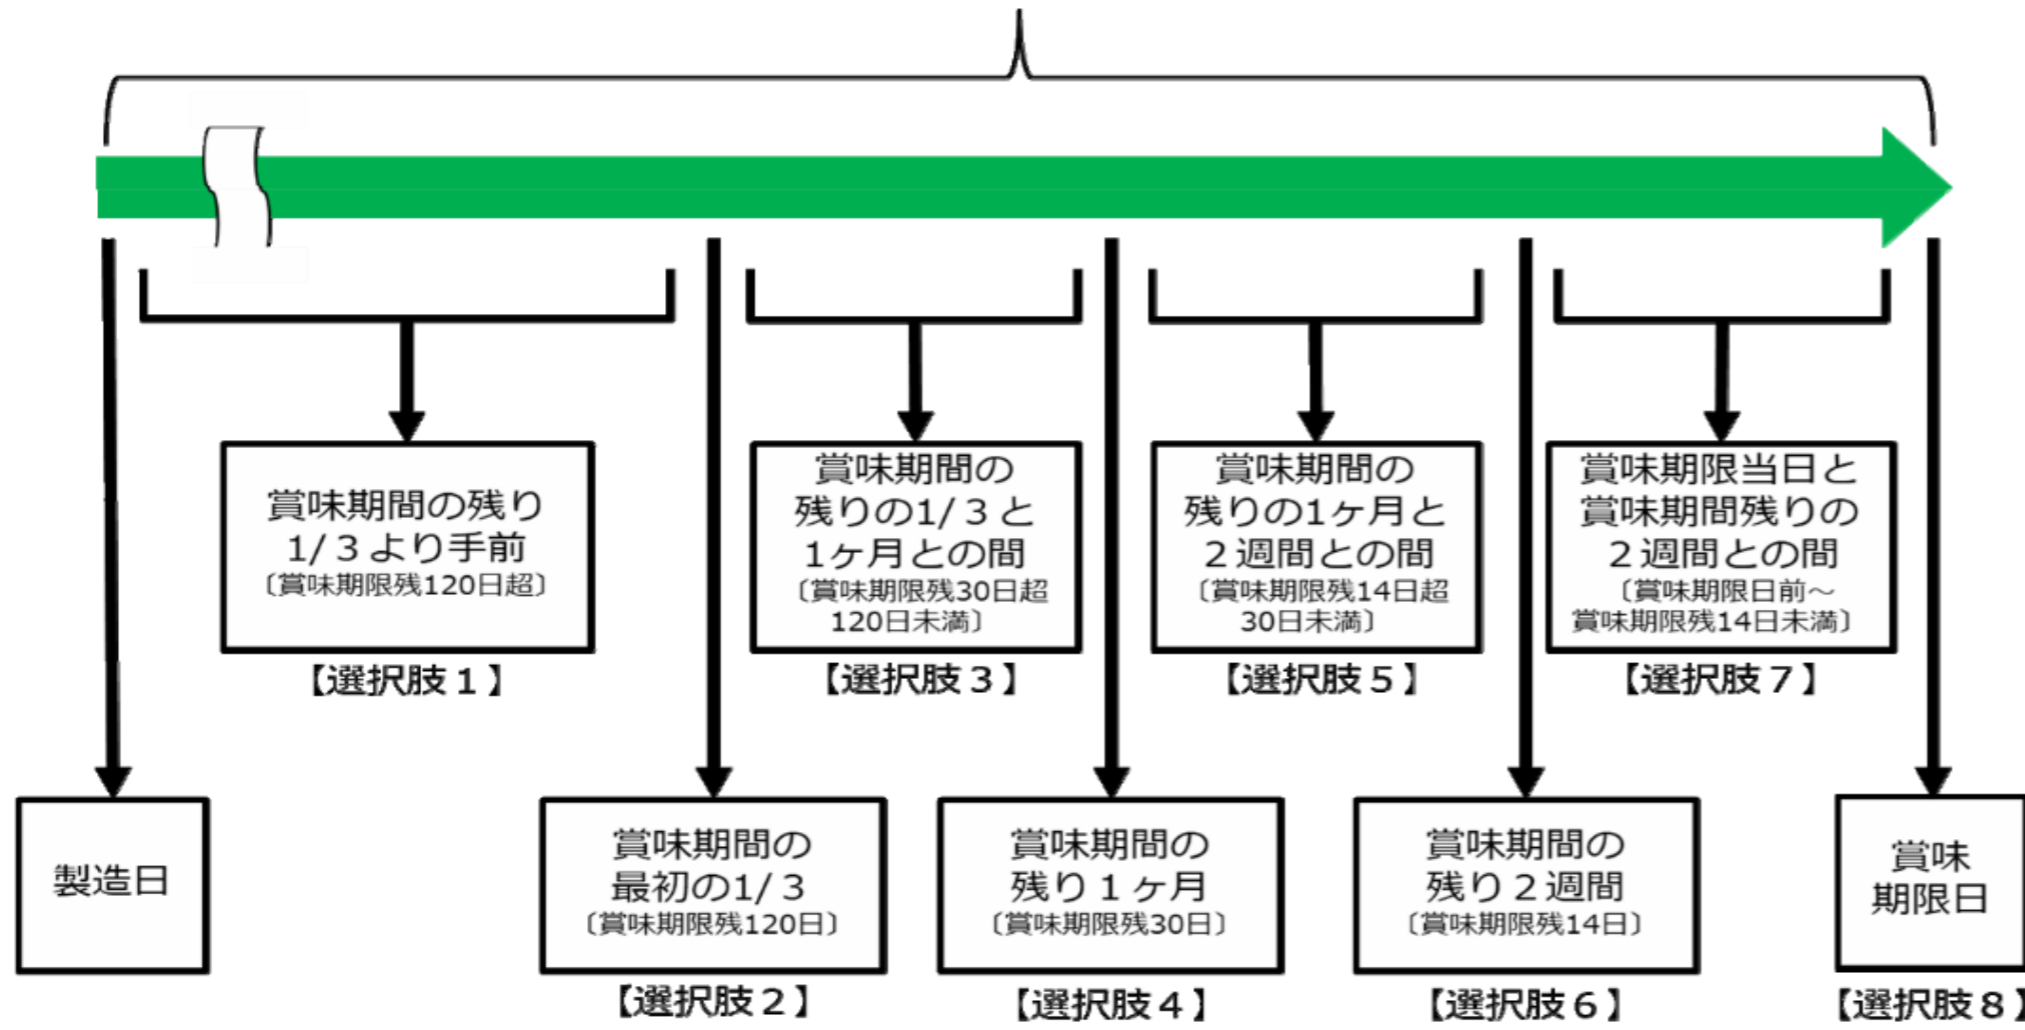 賞味期間の残り
1/３より手前
〔賞味期限残120日超〕
【選択肢１】
賞味期間の
残りの1/３と
1ヶ月との間
〔賞味期限残30日超
120日未満〕
【選択肢３】
賞味期間の
残りの1ヶ月と
２週間との間
〔賞味期限残14日超
30日未満〕
【選択肢５】
賞味期限当日と
賞味期間残りの
２週間との間
〔賞味期限日前～
賞味期限残14日未満〕
【選択肢７】
製造日
賞味期間の
最初の1/３
〔賞味期限残120日〕
【選択肢２】
賞味期間の
残り１ヶ月
〔賞味期限残30日〕
【選択肢４】
賞味期間の
残り２週間
〔賞味期限残14日〕
【選択肢６】
賞味
期限日
【選択肢８】